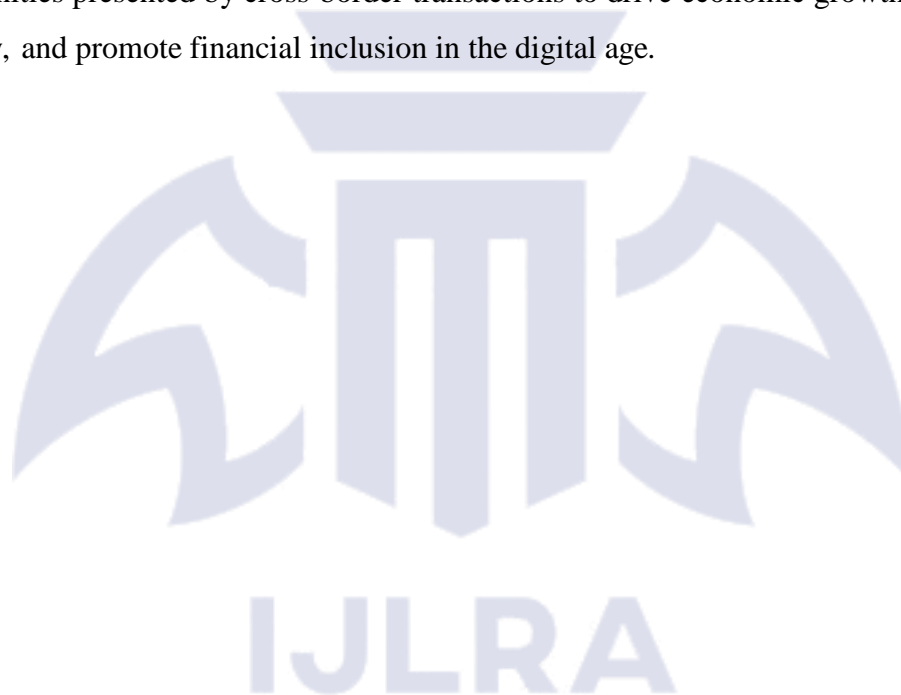 presented by cross-border transactions to drive economic growth
, and promote financial inclusion in the digital age.
IJLRA